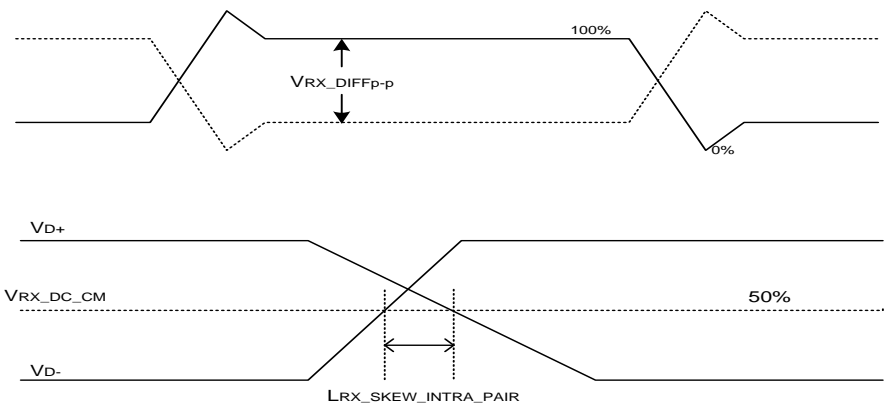 100%
VRX_DIFFp-p
0%
VD+
VRX_DC_CM
50%
VD-
LRX_SKEW_INTRA_PAIR